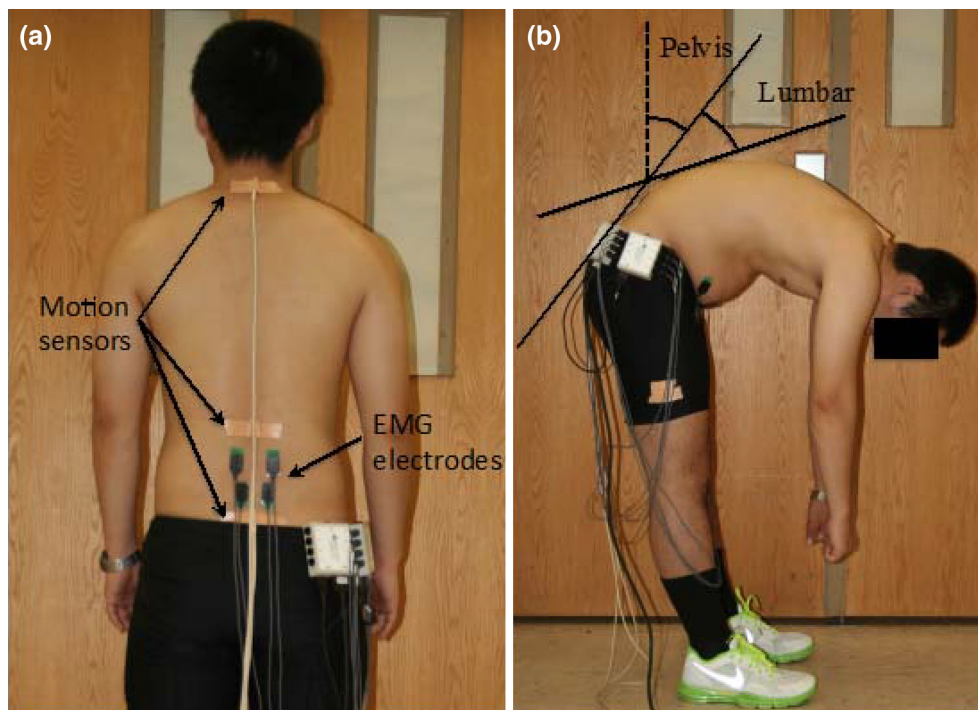 (a)
Motion
sensors
EMG
electrodes
(b)
Pelvis
Lumbar